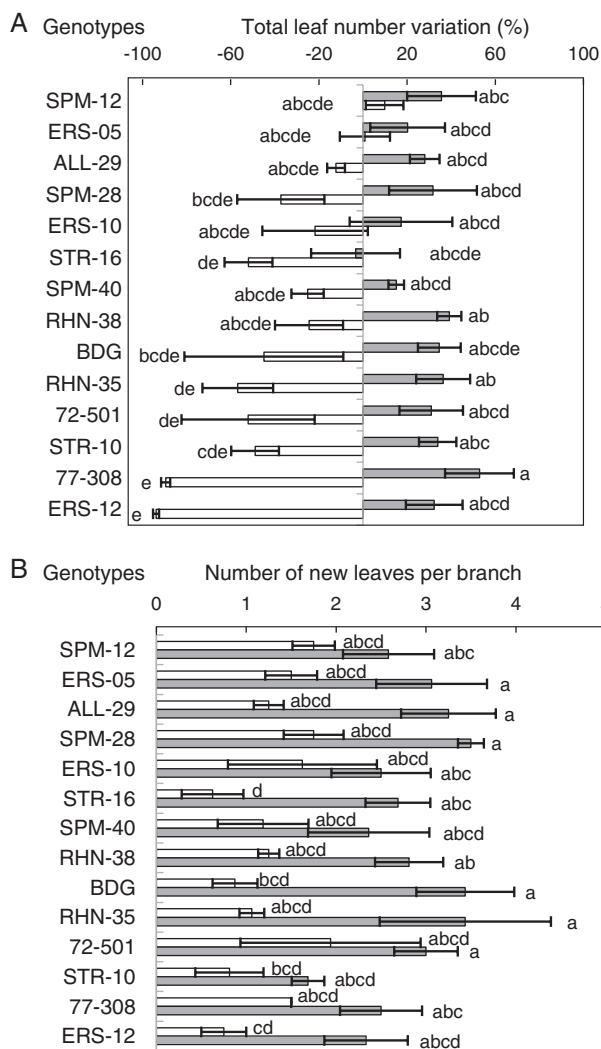 A Genotypes Total leaf number variation (%)
-100 -60 -20 20 60 100
SPM-12 abcde abc
ERS-05 abcde abcd
ALL-29 abcde abcd
SPM-28 bcde abcd
ERS-10 abcde abcd
STR-16 de abcde
SPM-40 abcde abcd
RHN-38 abcde ab
BDG bcde abcde
RHN-35 de ab
72-501 de abcd
STR-10 cde abc
77-308 e a
ERS-12 e abcd
B Genotypes Number of new leaves per branch
0 1 2 3 4
SPM-12 abcd abc
ERS-05 abcd a
ALL-29 abcd a
SPM-28 abcd a
ERS-10 abcd abc
STR-16 d abc
SPM-40 abcd abcd
RHN-38 abcd ab
BDG bcd a
RHN-35 abcd a
72-501 abcd a
STR-10 bcd abcd
77-308 abcd abc
ERS-12 cd abcd